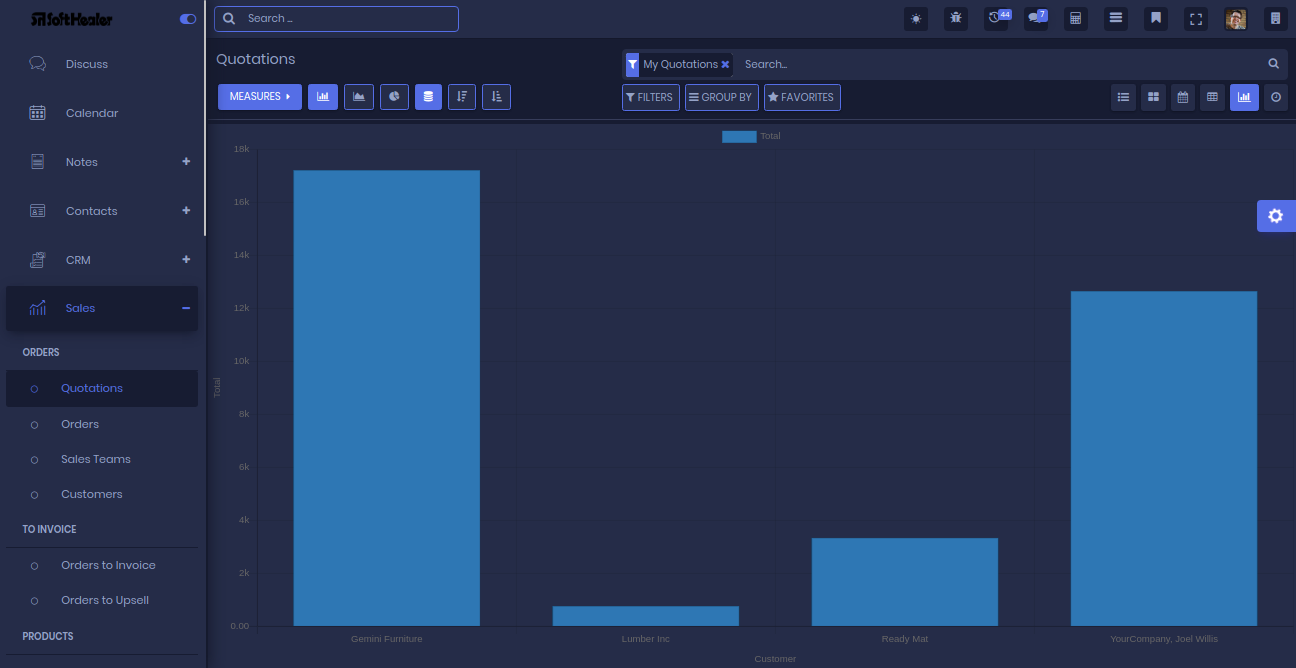 SoftHealer
Search ...
44
7
Discuss
Calendar
Notes
Contacts
CRM
Sales
ORDERS
Quotations
Orders
Sales Teams
Customers
TO INVOICE
Orders to Invoice
Orders to Upsell
PRODUCTS
Quotations
My Quotations
Search...
MEASURES
FILTERS
GROUP BY
FAVORITES
Total
18k
16k
14k
12k
10k
8k
6k
4k
2k
0.00
Total
Gemini Furniture
Lumber Inc
Ready Mat
YourCompany, Joel Willis
Customer